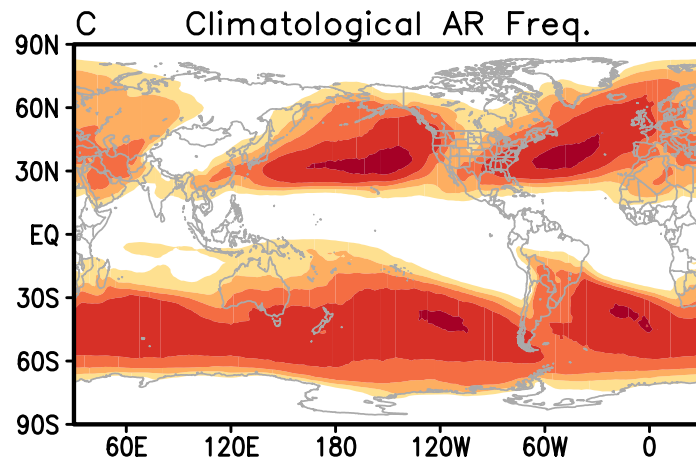 C Climatological AR Freq.
90N
60N
30N
EQ
30S
60S
90S
60E 120E 180 120W 60W 0